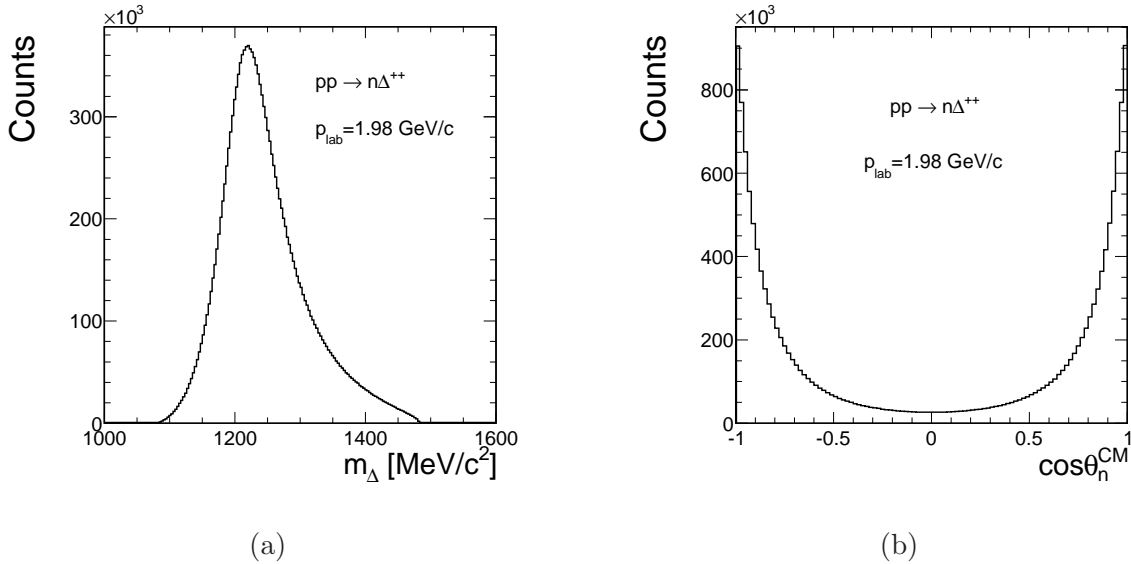 ×10³
Counts
300
200
100
0
1000 1200 1400 1600
m_Δ [MeV/c²]
pp → nΔ⁺⁺
p_lab=1.98 GeV/c
(a)
×10³
Counts
800
600
400
200
0
-1 -0.5 0 0.5 1
cosθ_n^CM
pp → nΔ⁺⁺
p_lab=1.98 GeV/c
(b)